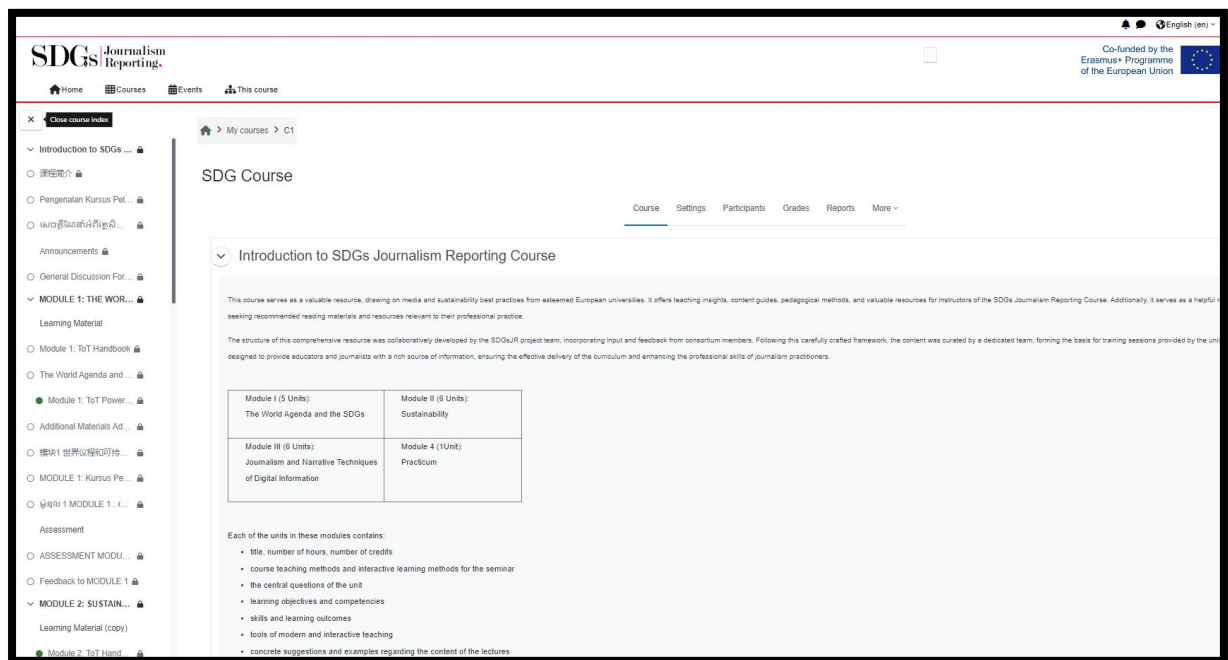 English (en)
SDGs Journalism
Reporting.
Co-funded by the
Erasmus+ Programme
of the European Union
Home Courses Events This course
Close course index
My courses > C1
SDG Course
Course Settings Participants Grades Reports More
Introduction to SDGs ...
课程简介
Pengenalan Kursus Pel...
Announcements
General Discussion For...
MODULE 1: THE WOR...
Learning Material
Module 1: ToT Handbook
The World Agenda and ...
Module 1: ToT Power...
Additional Materials Ad...
模块1 世界议程和可持...
MODULE 1: Kursus Pe...
1 MODULE 1 :
Assessment
ASSESSMENT MODU...
Feedback to MODULE 1
MODULE 2: SUSTAIN...
Learning Material (copy)
Module 2: ToT Hand...
Introduction to SDGs Journalism Reporting Course
This course serves as a valuable resource, drawing on media and sustainability best practices from esteemed European universities. It offers teaching insights, content guides, pedagogical methods, and valuable resources for instructors of the SDGs Journalism Reporting Course. Additionally, it serves as a helpful
seeking recommended reading materials and resources relevant to their professional practice.
The structure of this comprehensive resource was collaboratively developed by the SDGsJR project team, incorporating input and feedback from consortium members. Following this carefully crafted framework, the content was curated by a dedicated team, forming the basis for training sessions provided by the
designed to provide educators and journalists with a rich source of information, ensuring the effective delivery of the curriculum and enhancing the professional skills of journalism practitioners.
Module I (5 Units):
The World Agenda and the SDGs
Module II (6 Units):
Sustainability
Module III (6 Units):
Journalism and Narrative Techniques
of Digital Information
Module 4 (1Unit):
Practicum
Each of the units in these modules contains:
• title, number of hours, number of credits
• course teaching methods and interactive learning methods for the seminar
• the central questions of the unit
• learning objectives and competencies
• skills and learning outcomes
• tools of modern and interactive teaching
• concrete suggestions and examples regarding the content of the lectures